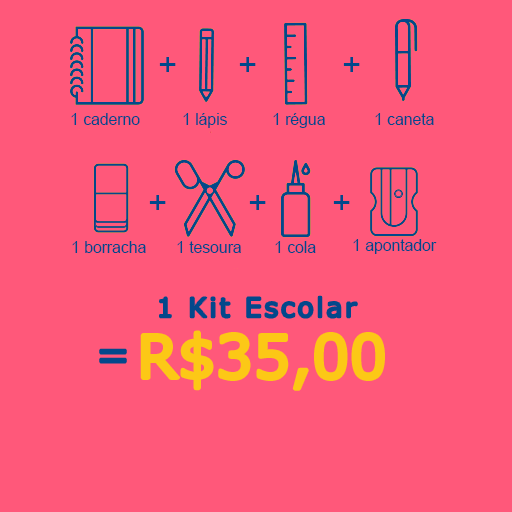 + + +
1 caderno 1 lápis 1 régua 1 caneta
+ + +
1 borracha 1 tesoura 1 cola 1 apontador
1 Kit Escolar
= R$35,00